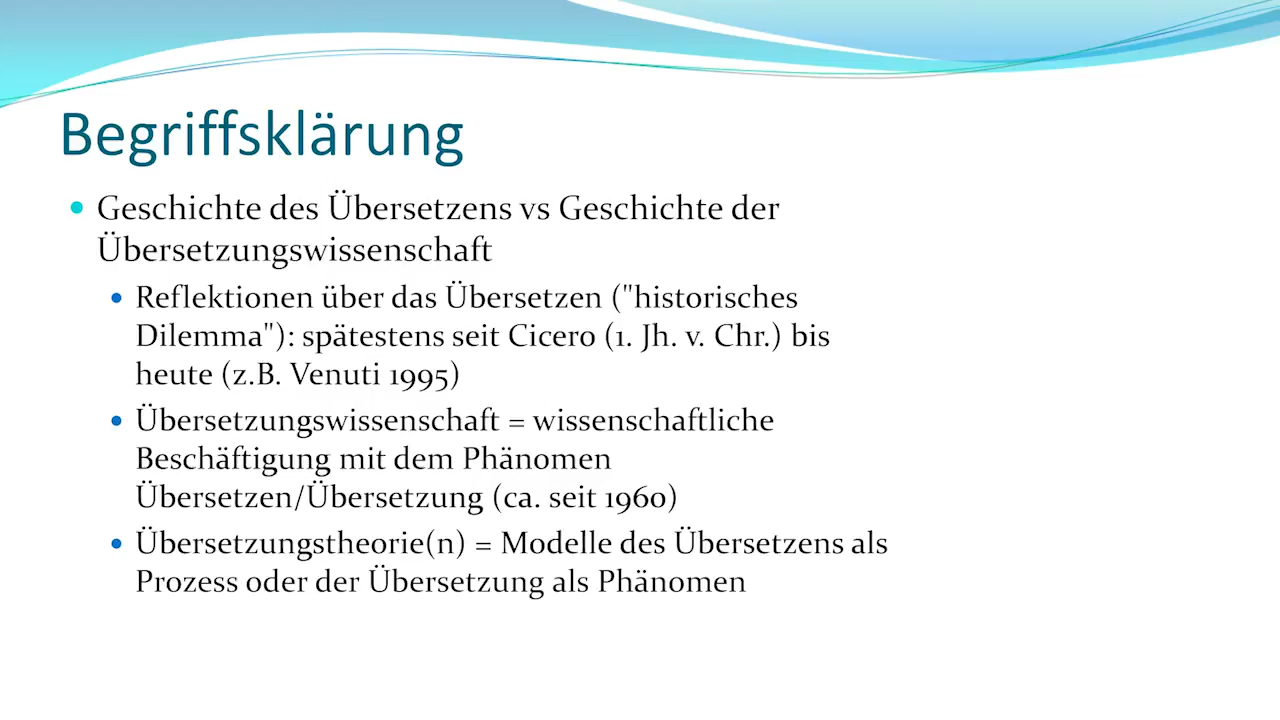 Begriffsklärung
Geschichte des Übersetzens vs Geschichte der
Übersetzungswissenschaft
Reflektionen über das Übersetzen ("historisches
Dilemma"): spätestens seit Cicero (1. Jh. v. Chr.) bis
heute (z.B. Venuti 1995)
Übersetzungswissenschaft = wissenschaftliche
Beschäftigung mit dem Phänomen
Übersetzen/Übersetzung (ca. seit 1960)
Übersetzungstheorie(n) = Modelle des Übersetzens als
Prozess oder der Übersetzung als Phänomen